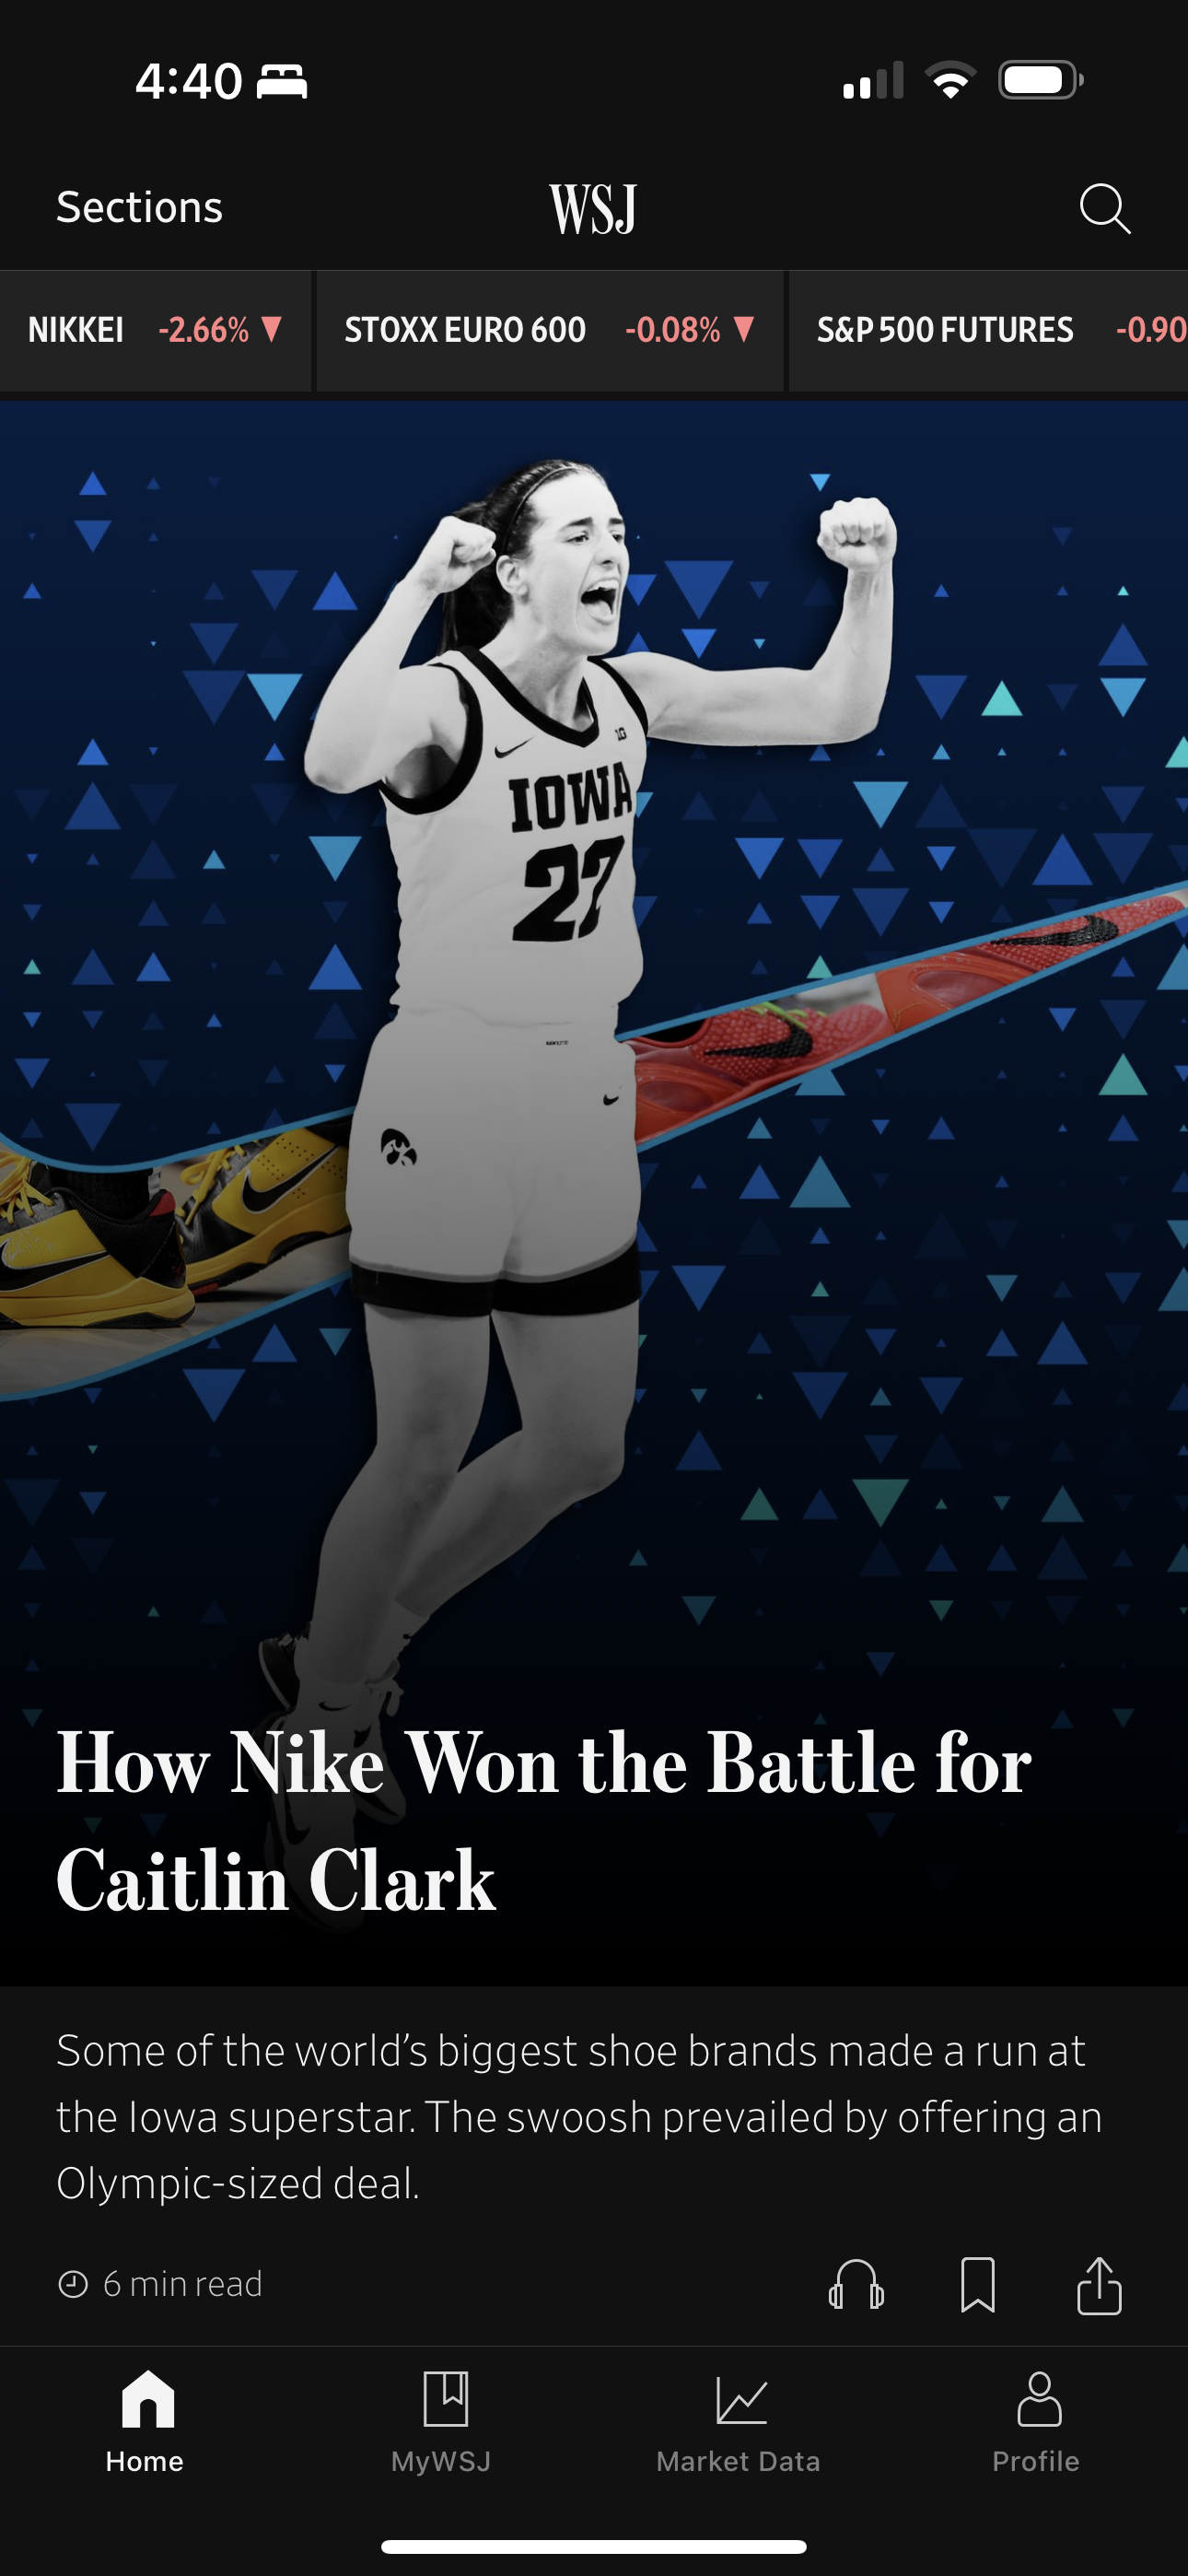 4:40
Sections WSJ
NIKKEI -2.66% ▼ STOXX EURO 600 -0.08% ▼ S&P 500 FUTURES -0.90
IOWA
27
How Nike Won the Battle for
Caitlin Clark
Some of the world’s biggest shoe brands made a run at
the Iowa superstar. The swoosh prevailed by offering an
Olympic-sized deal.
6 min read
Home MyWSJ Market Data Profile